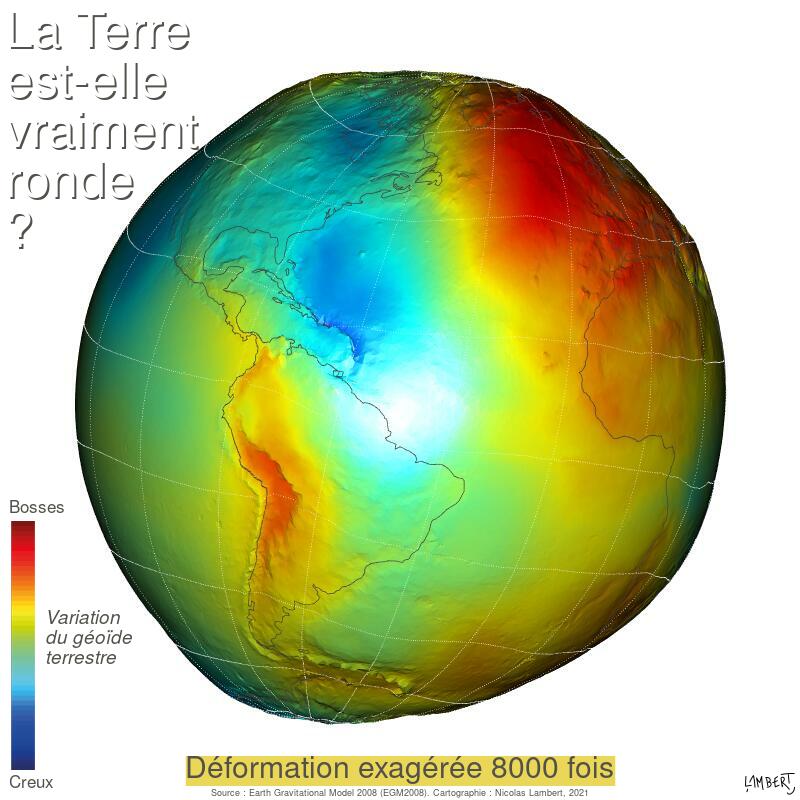 La Terre
est-elle
vraiment
ronde
?
Bosses
Variation
du géoïde
terrestre
Creux
Déformation exagérée 8000 fois
Source : Earth Gravitational Model 2008 (EGM2008). Cartographie : Nicolas Lambert, 2021
LAMBERT